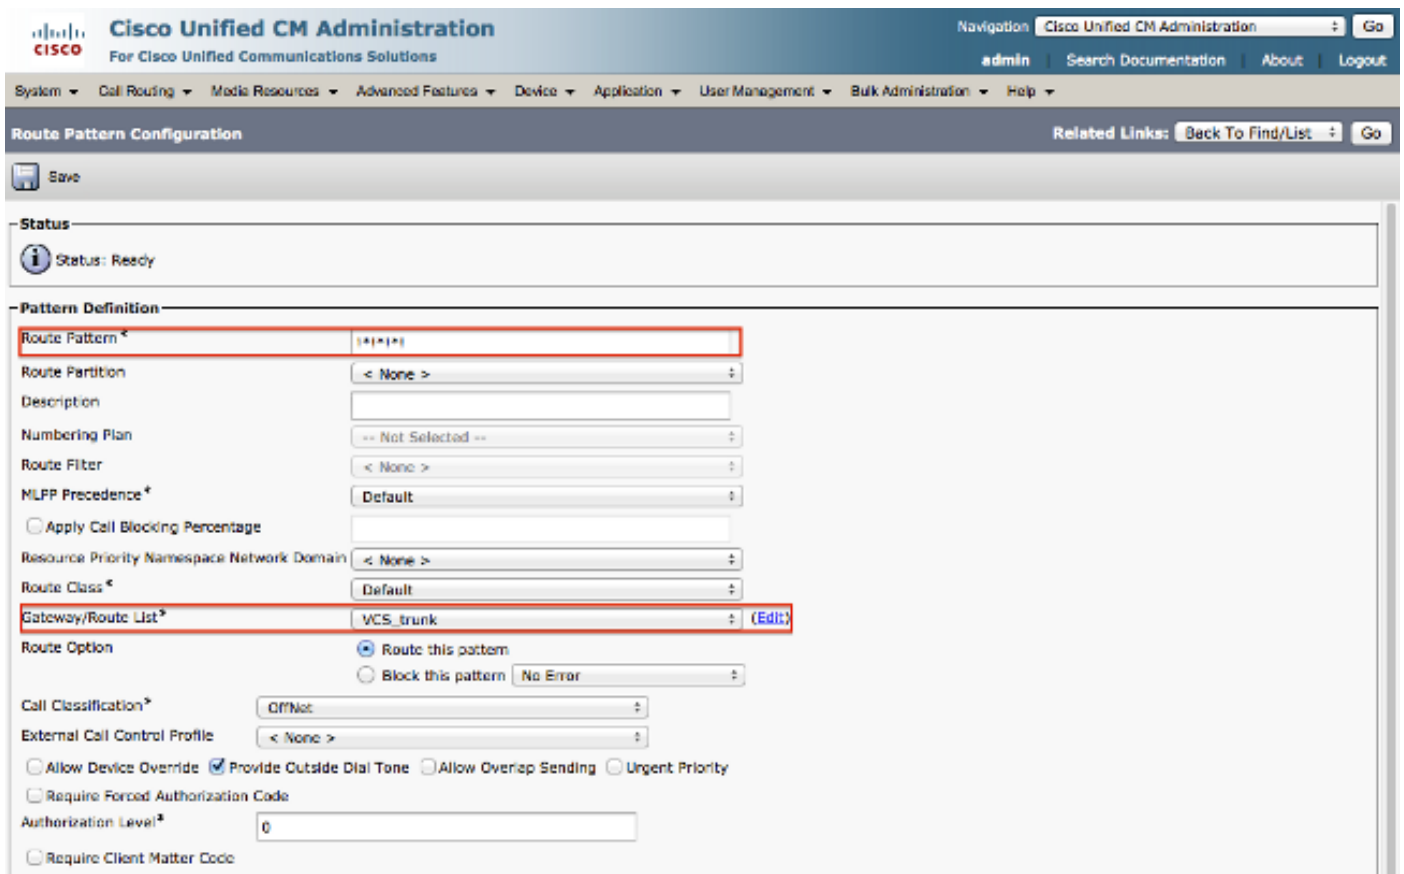 Cisco Unified CM Administration
For Cisco Unified Communications Solutions
CISCO
Navigation Cisco Unified CM Administration Go
admin Search Documentation About Logout
System Call Routing Media Resources Advanced Features Device Application User Management Bulk Administration Help
Route Pattern Configuration
Related Links: Back To Find/List Go
Save
Status
Status: Ready
Pattern Definition
Route Pattern* !*!*!*!
Route Partition < None >
Description
Numbering Plan -- Not Selected --
Route Filter < None >
MLPP Precedence* Default
Apply Call Blocking Percentage
Resource Priority Namespace Network Domain < None >
Route Class* Default
Gateway/Route List* VCS_trunk (Edit)
Route Option Route this pattern
Block this pattern No Error
Call Classification* OffNet
External Call Control Profile < None >
Allow Device Override Provide Outside Dial Tone Allow Overlap Sending Urgent Priority
Require Forced Authorization Code
Authorization Level* 0
Require Client Matter Code